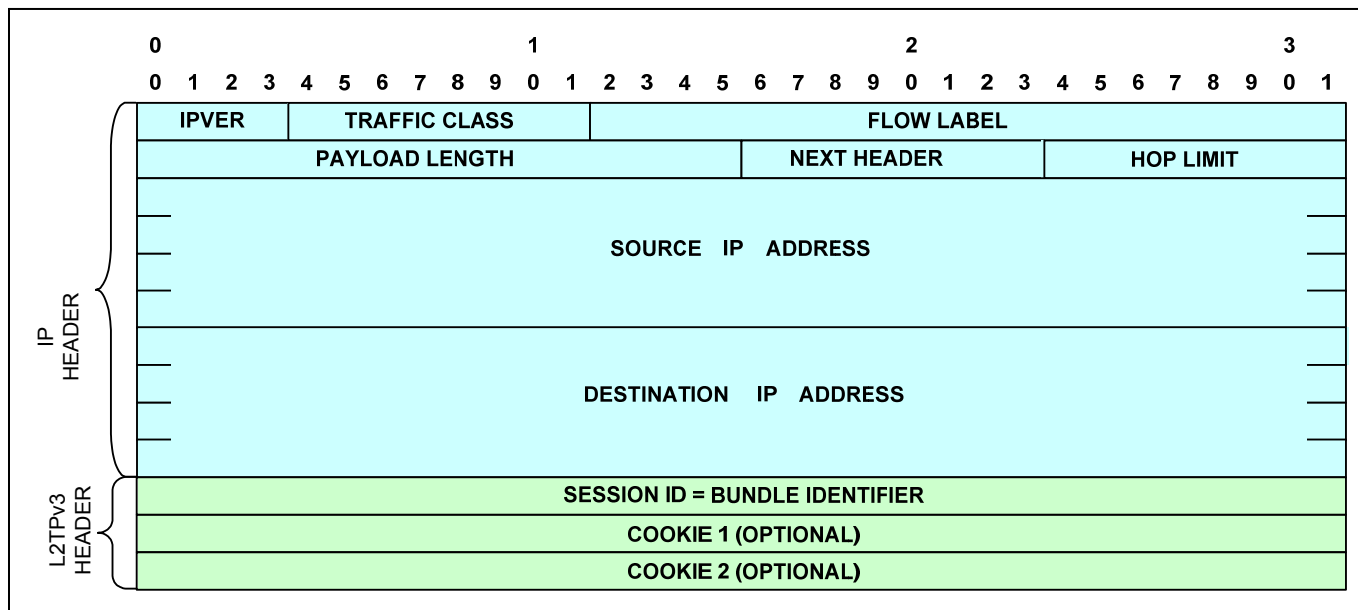 0 1 2 3
0 1 2 3 4 5 6 7 8 9 0 1 2 3 4 5 6 7 8 9 0 1 2 3 4 5 6 7 8 9 0 1
IPVER TRAFFIC CLASS FLOW LABEL
PAYLOAD LENGTH NEXT HEADER HOP LIMIT
SOURCE IP ADDRESS
IP
HEADER
DESTINATION IP ADDRESS
L2TPv3
HEADER
SESSION ID = BUNDLE IDENTIFIER
COOKIE 1 (OPTIONAL)
COOKIE 2 (OPTIONAL)